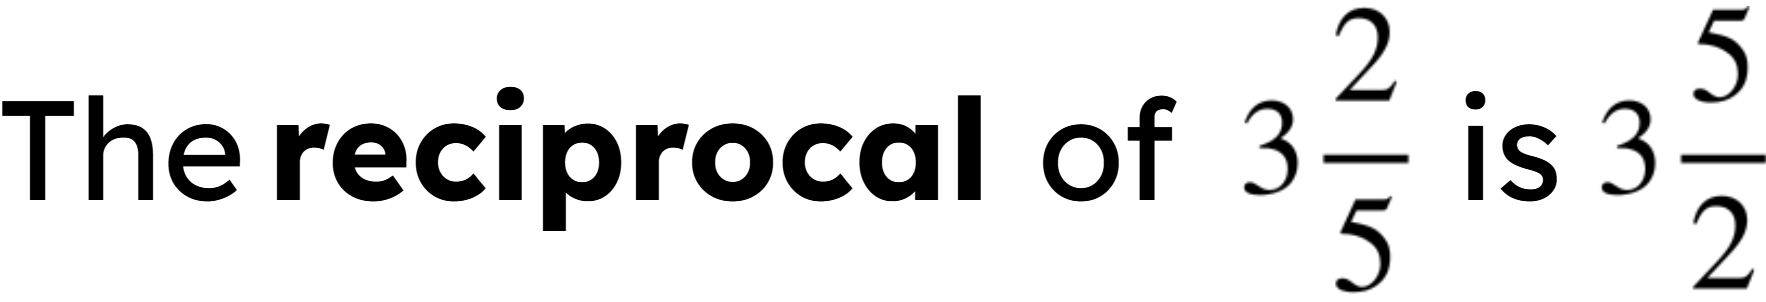 The reciprocal of 3 2/5 is 3 5/2